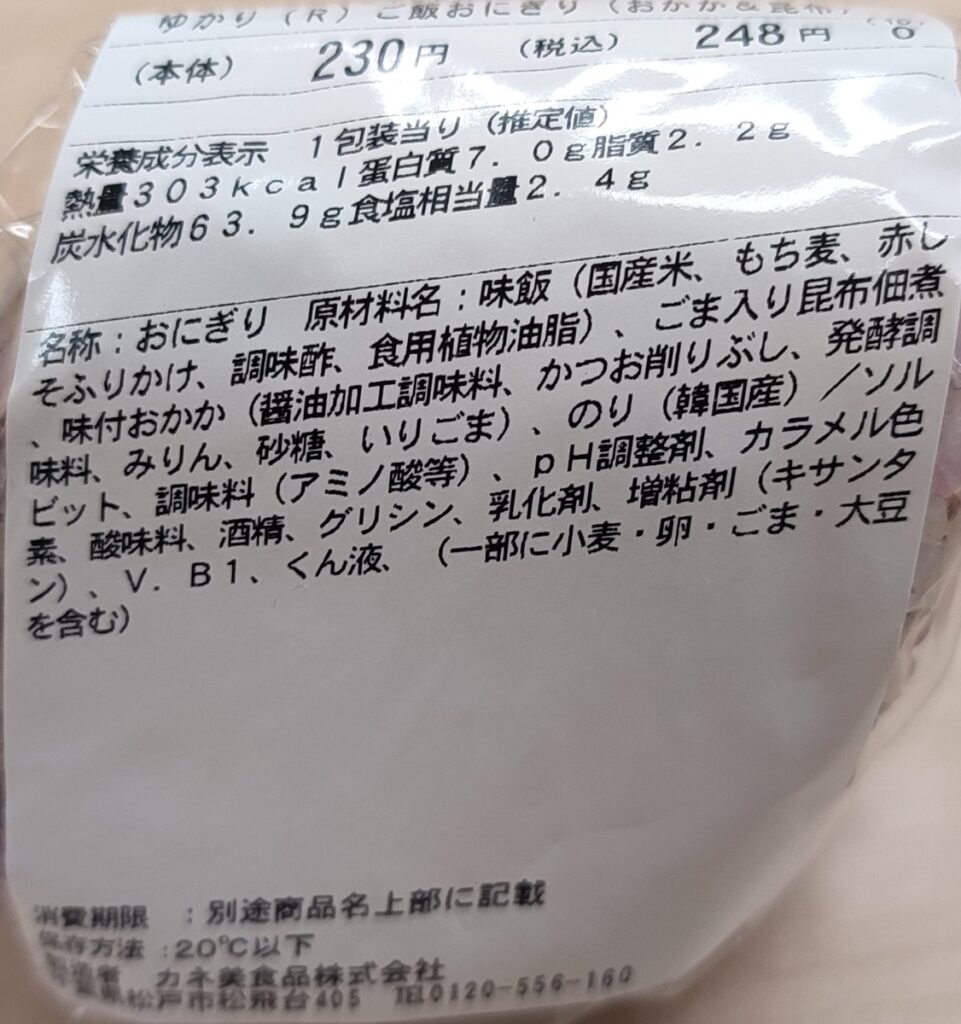 ゆかり（R）ご飯おにぎり（おかか＆昆布
（本体） 230円 （税込） 248円
栄養成分表示 1包装当り（推定値）
熱量303kcal蛋白質7.0g脂質2.2g
炭水化物63.9g食塩相当量2.4g
名称：おにぎり 原材料名：味飯（国産米、もち麦、赤し
そふりかけ、調味酢、食用植物油脂）、ごま入り昆布佃煮
、味付おかか（醤油加工調味料、かつお削りぶし、発酵調
味料、みりん、砂糖、いりごま）、のり（韓国産）／ソル
ビット、調味料（アミノ酸等）、pH調整剤、カラメル色
素、酸味料、酒精、グリシン、乳化剤、増粘剤（キサンタ
ン）、V．B1、くん液、（一部に小麦・卵・ごま・大豆
を含む）
消費期限 ：別途商品名上部に記載
保存方法：20℃以下
カネ美食品株式会社
松戸市松飛台405 TEL0120-556-160